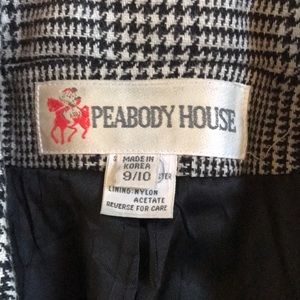 PEABODY HOUSE
MADE IN
KOREA
9/10
LINING: NYLON
ACETATE
REVERSE FOR CARE